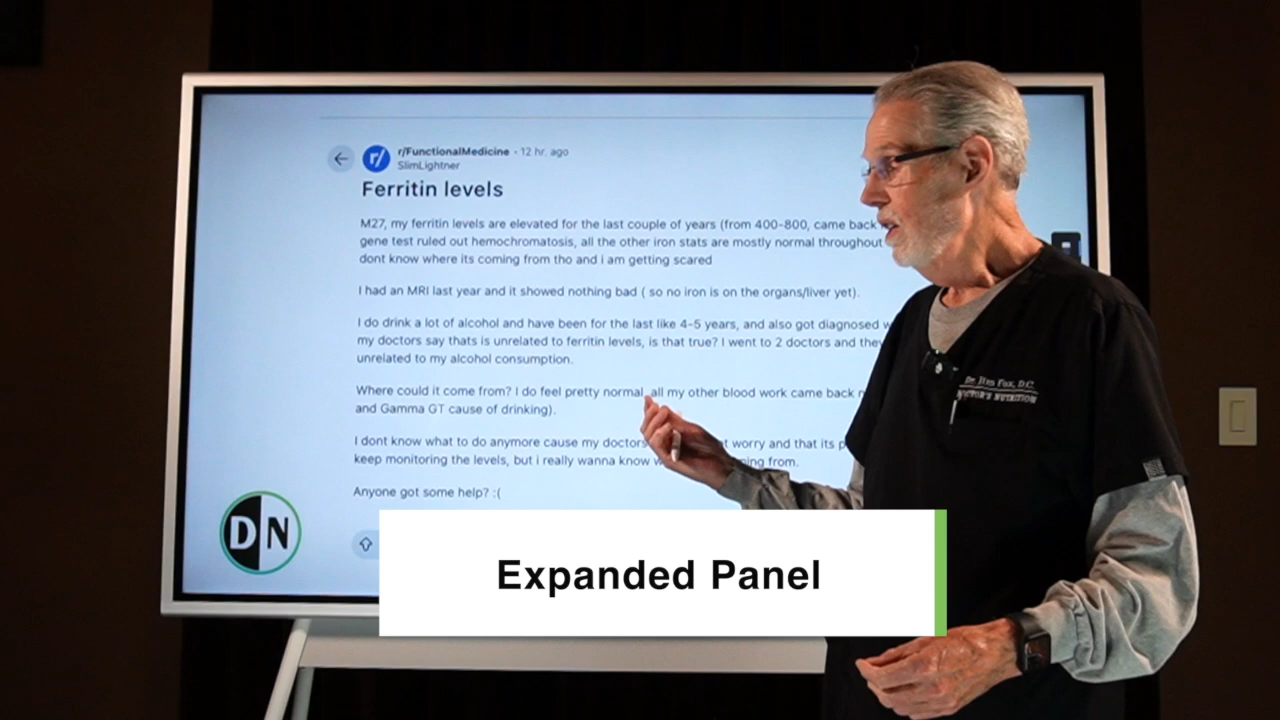 r/FunctionalMedicine · 12 hr. ago
SlimLightner
Ferritin levels
M27, my ferritin levels are elevated for the last couple of years (from 400-800, came back
gene test ruled out hemochromatosis, all the other iron stats are mostly normal throughout
dont know where its coming from tho and i am getting scared
I had an MRI last year and it showed nothing bad ( so no iron is on the organs/liver yet).
I do drink a lot of alcohol and have been for the last like 4-5 years, and also got diagnosed
my doctors say thats is unrelated to ferritin levels, is that true? I went to 2 doctors and they
unrelated to my alcohol consumption.
Where could it come from? I do feel pretty normal, all my other blood work came back
and Gamma GT cause of drinking).
I dont know what to do anymore cause my doctors worry and that its
keep monitoring the levels, but i really wanna know from.
Anyone got some help? :(
DN
Dr. Jim Fox, D.C.
DOCTOR'S NUTRITION
Expanded Panel